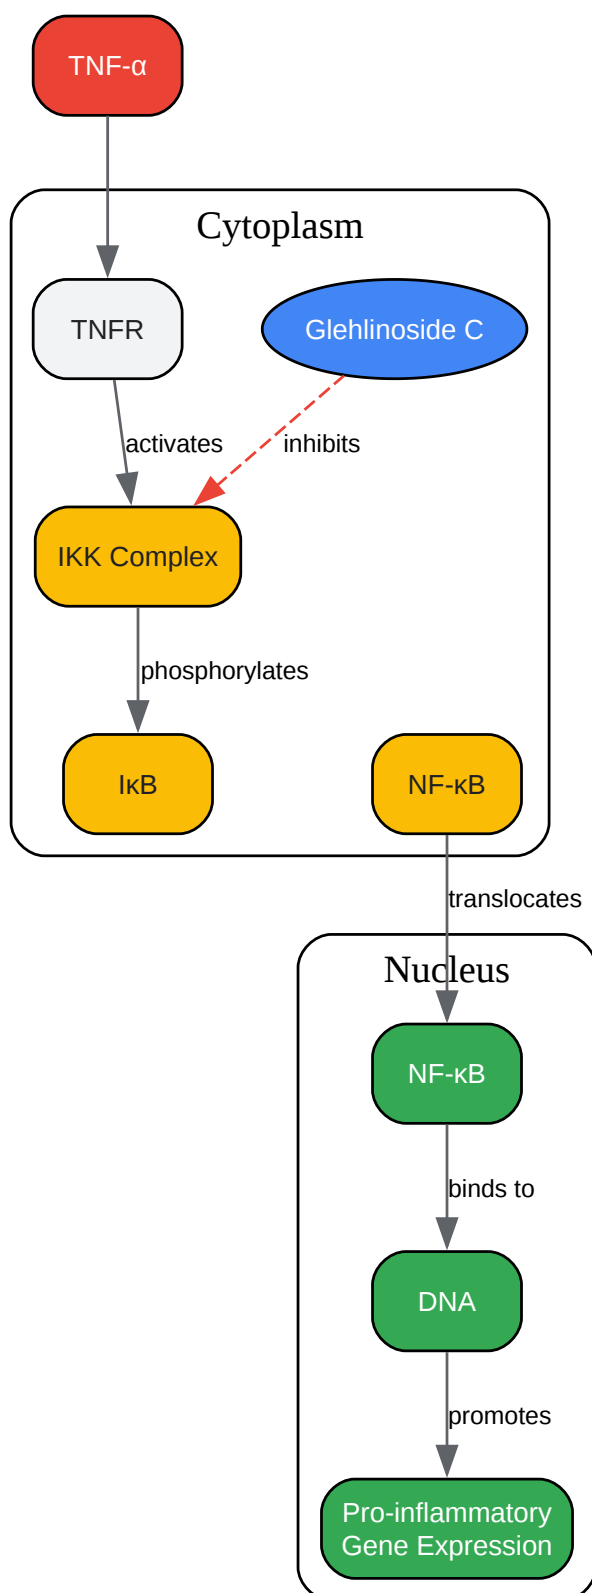 TNF-α
Cytoplasm
TNFR
Glehlinoside C
activates
inhibits
IKK Complex
phosphorylates
IκB
NF-κB
translocates
Nucleus
NF-κB
binds to
DNA
promotes
Pro-inflammatory
Gene Expression